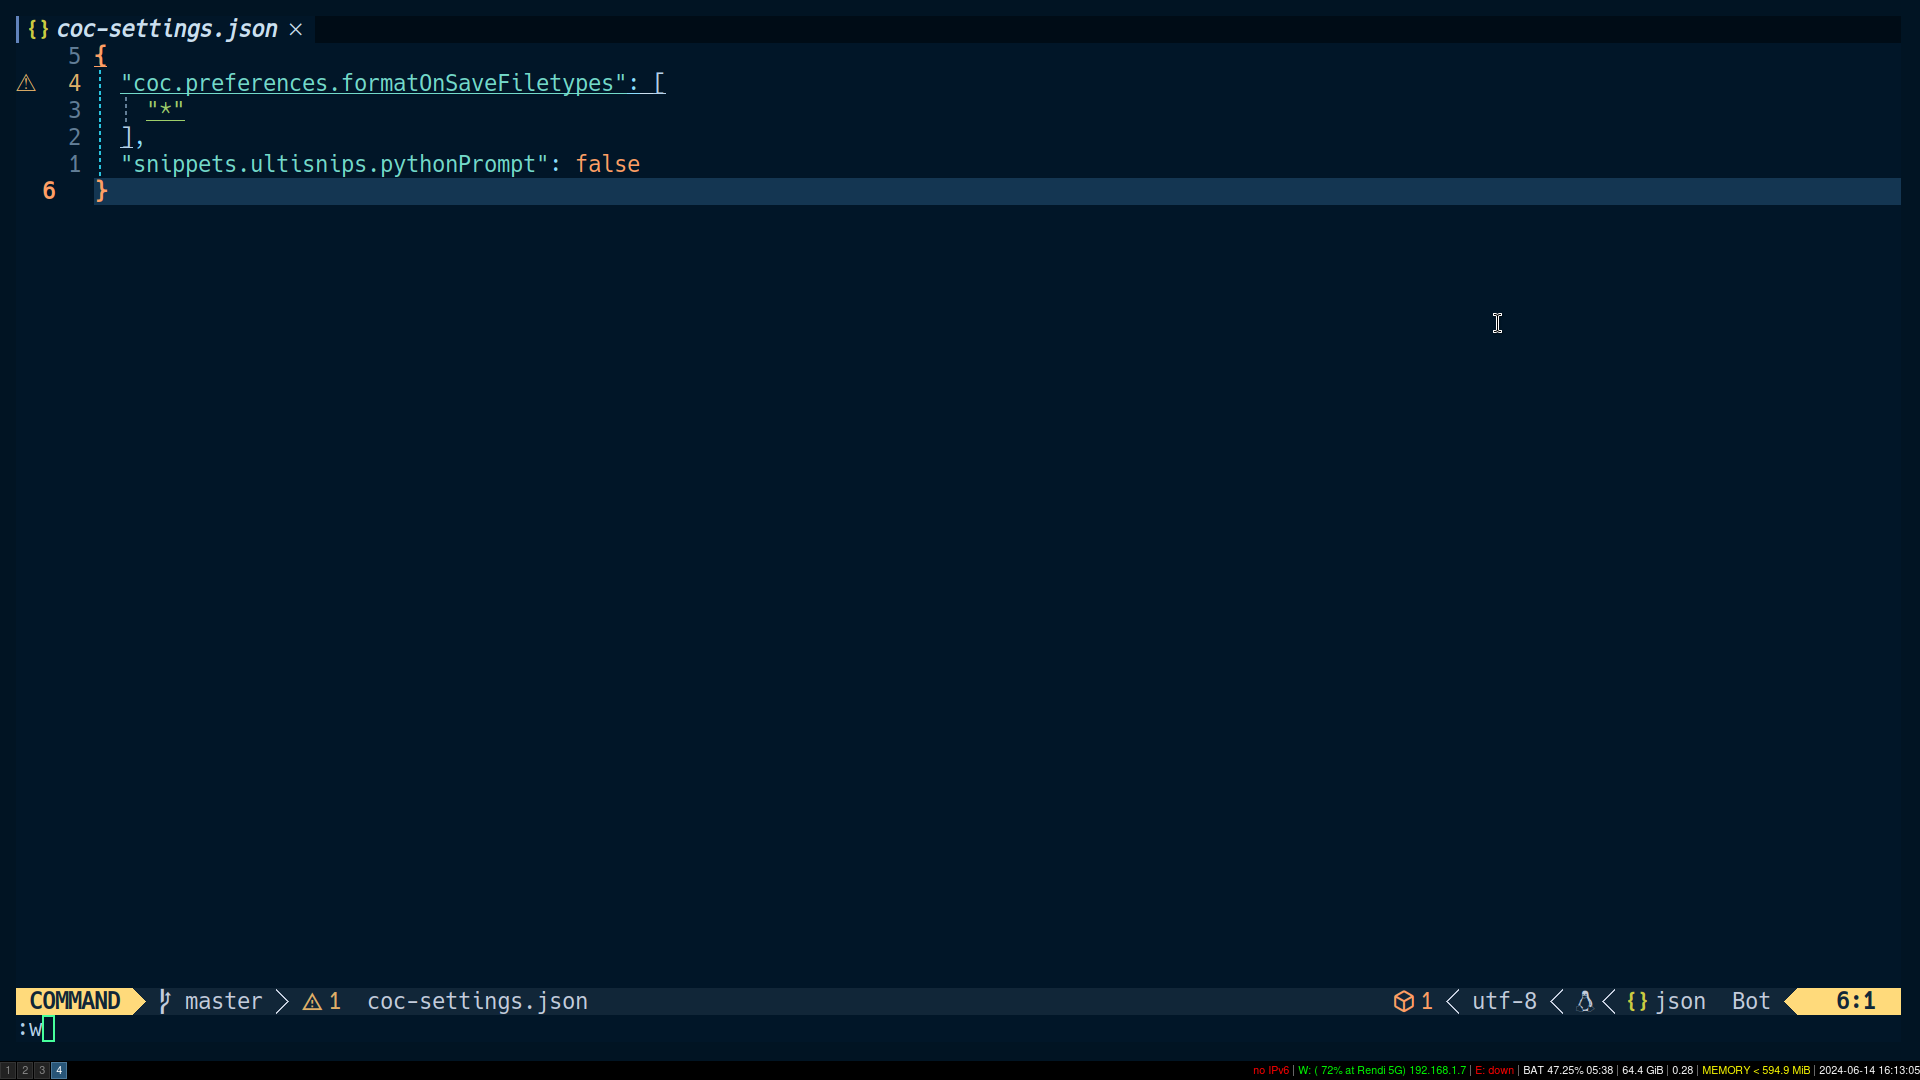 {} coc-settings.json ×
5 {
⚠ 4 "coc.preferences.formatOnSaveFiletypes": [
3 "*"
2 ],
1 "snippets.ultisnips.pythonPrompt": false
6 }
COMMAND master ⚠ 1 coc-settings.json 1 utf-8 {} json Bot 6:1
:w
1 2 3 4 no IPv6 | W: ( 72% at Rendi 5G) 192.168.1.7 | E: down | BAT 47.25% 05:38 | 64.4 GiB | 0.28 | MEMORY < 594.9 MiB | 2024-06-14 16:13:05